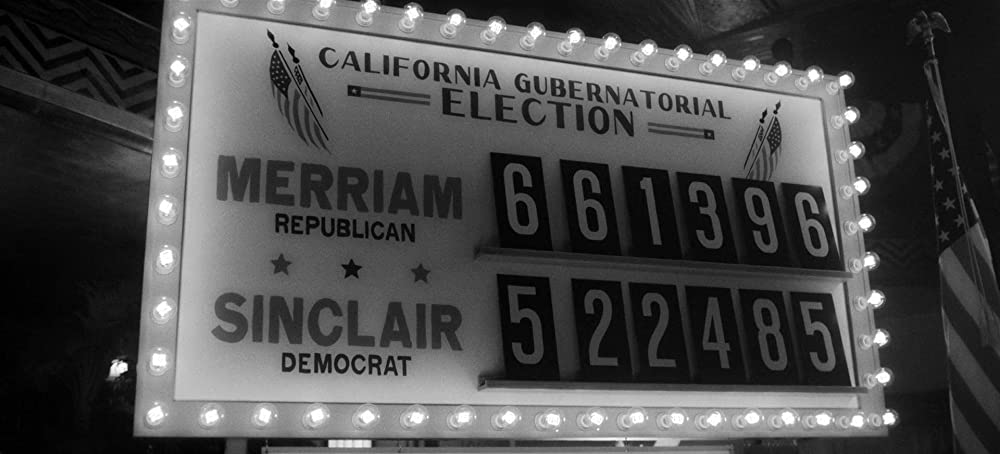 CALIFORNIA GUBERNATORIAL
ELECTION
MERRIAM 661396
REPUBLICAN
SINCLAIR 522485
DEMOCRAT